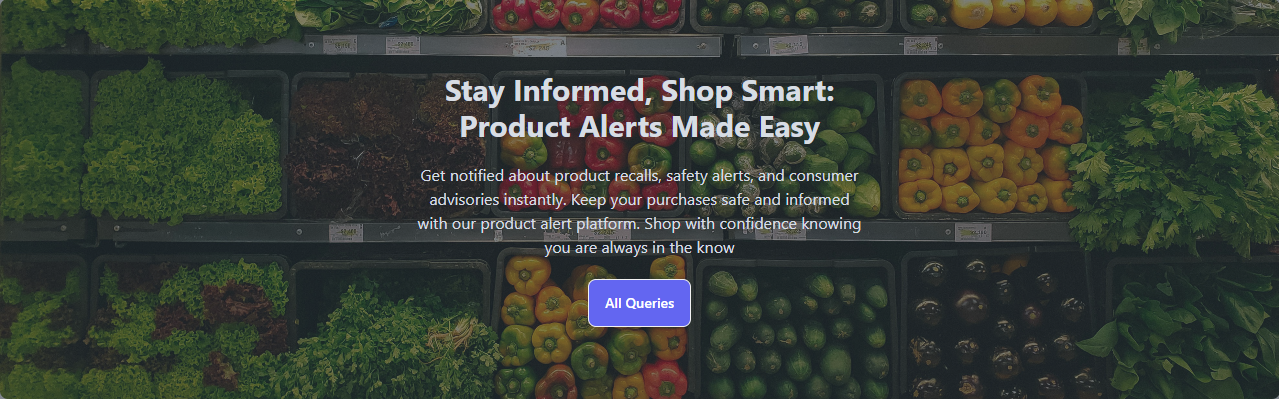 Stay Informed, Shop Smart:
Product Alerts Made Easy
Get notified about product recalls, safety alerts, and consumer
advisories instantly. Keep your purchases safe and informed
with our product alert platform. Shop with confidence knowing
you are always in the know
All Queries